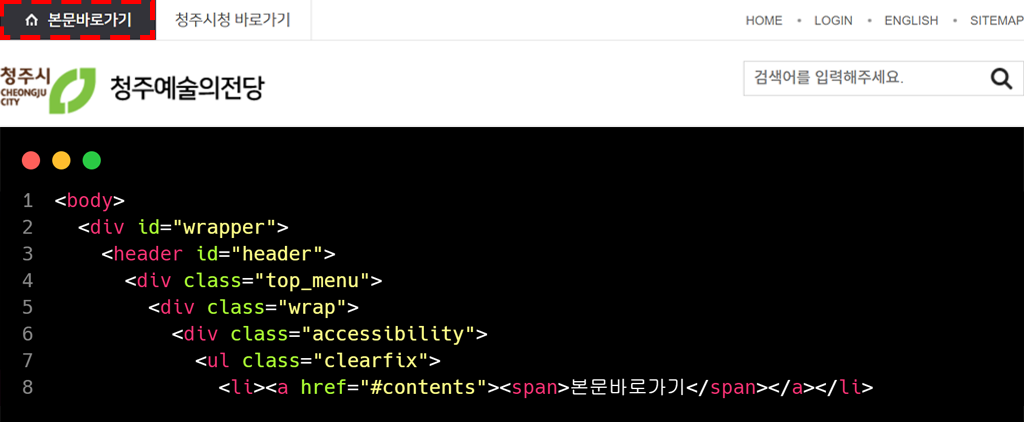 본문바로가기 청주시청 바로가기 HOME • LOGIN • ENGLISH • SITEMAP
청주시
CHEONGJU
CITY
청주예술의전당
검색어를 입력해주세요.
1 <body>
2 <div id="wrapper">
3 <header id="header">
4 <div class="top_menu">
5 <div class="wrap">
6 <div class="accessibility">
7 <ul class="clearfix">
8 <li><a href="#contents"><span>본문바로가기</span></a></li>